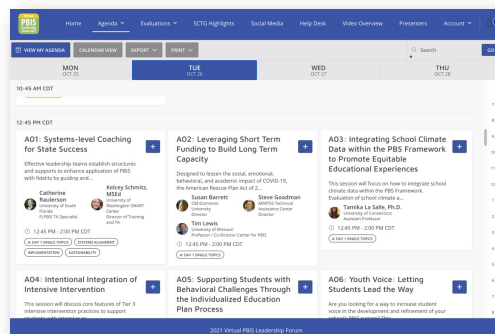 PBIS
Home Agenda Evaluations SCTG Highlights Social Media Help Desk Video Overview Presenters Account
VIEW MY AGENDA CALENDAR VIEW EXPORT PRINT Search GO
MON TUE WED THU
OCT 25 OCT 26 OCT 27 OCT 28
10:45 AM CDT
12:45 PM CDT
A01: Systems-level Coaching
for State Success
Effective leadership teams establish structures
and supports to enhance application of PBIS
with fidelity by guiding and...
Catherine
Raulerson
University of South
Florida
FLPBIS TA Specialist
Kelcey Schmitz,
MSEd
University of
Washington SMART
Center
Director of Training
and TA
12:45 PM - 2:00 PM CDT
A: DAY 1 SINGLE TOPICS SYSTEMS ALIGNMENT
IMPLEMENTATION SUSTAINABILITY
A02: Leveraging Short Term
Funding to Build Long Term
Capacity
Designed to lessen the social, emotional,
behavioral, and academic impact of COVID-19,
the American Rescue Plan Act of 2...
Susan Barrett
Old Dominion
University
Director
Steve Goodman
MiMTSS Technical
Assistance Center
Director
Tim Lewis
University of Missouri
Professor / Co-Director Center for PBIS
12:45 PM - 2:00 PM CDT
A: DAY 1 SINGLE TOPICS
A03: Integrating School Climate
Data within the PBS Framework
to Promote Equitable
Educational Experiences
This session will focus on how to integrate school
climate data within the PBIS Framework.
Evaluation of school climate a...
Tamika La Salle, Ph.D.
University of Connecticut
Assistant Professor
12:45 PM - 2:00 PM CDT
A: DAY 1 SINGLE TOPICS
A04: Intentional Integration of
Intensive Intervention
This session will discuss core features of Tier 3
intensive intervention practices to support
A05: Supporting Students with
Behavioral Challenges Through
the Individualized Education
Plan Process
A06: Youth Voice: Letting
Students Lead the Way
Are you looking for a way to increase student
voice in the development and refinement of your
2021 Virtual PBIS Leadership Forum